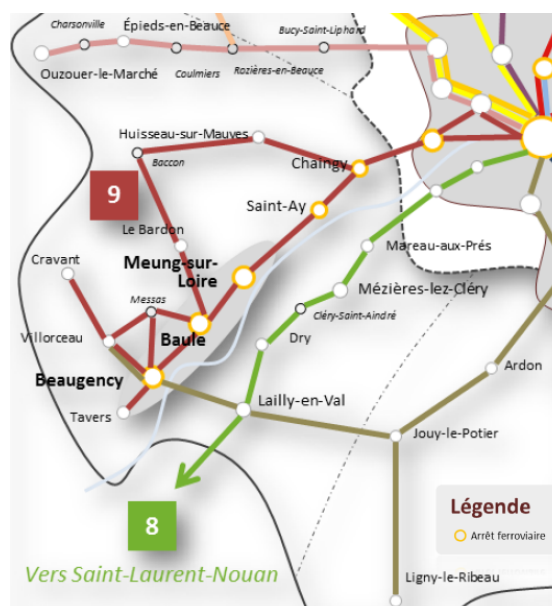 Charsonville
Épieds-en-Beauce
Bucy-Saint-Liphard
Ouzouer-le-Marché
Coulmiers
Rozières-en-Beauce
Huisseau-sur-Mauves
Baccon
Chaingy
9
Saint-Ay
Le Bardon
Mareau-aux-Prés
Cravant
Meung-sur-
Loire
Mézières-lez-Cléry
Messas
Cléry-Saint-Aindré
Villorceau
Baule
Dry
Ardon
Beaugency
Lailly-en-Val
Tavers
Jouy-le-Potier
8
Légende
Arrêt ferroviaire
Vers Saint-Laurent-Nouan
Ligny-le-Ribeau